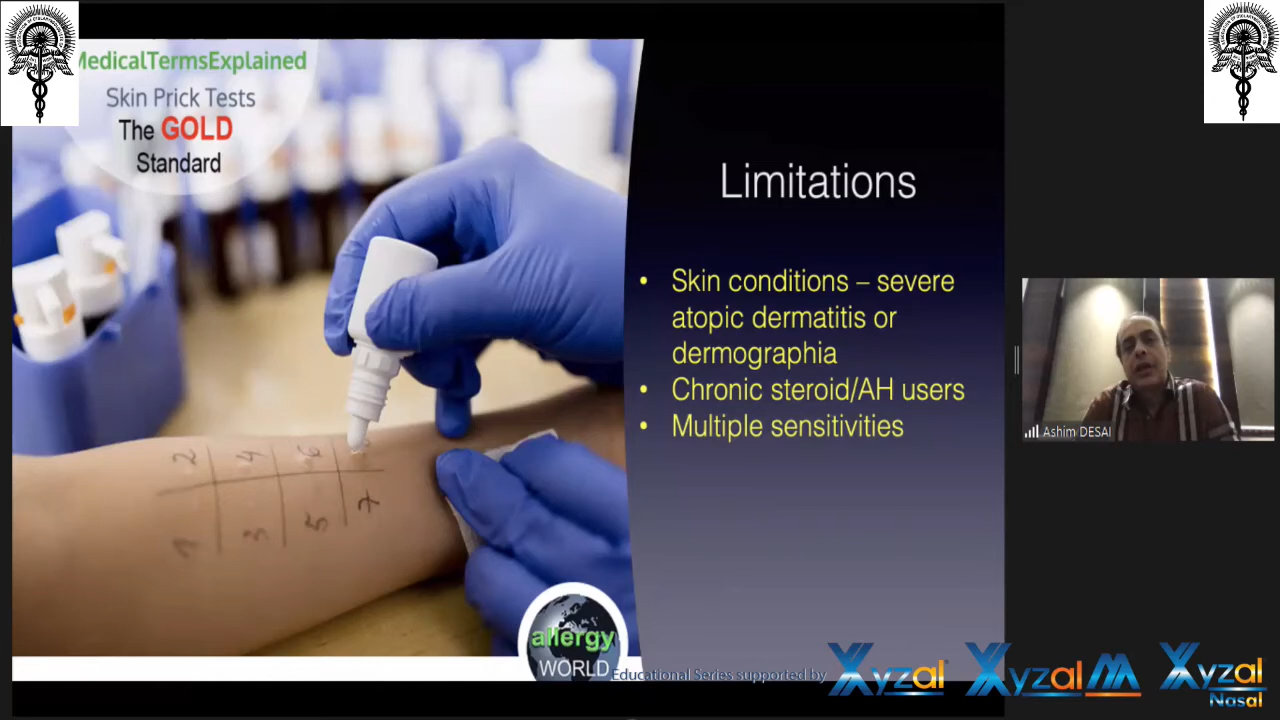 MedicalTermsExplained
Skin Prick Tests
The GOLD
Standard
2
4
6
1
3
5
7
allergy
WORLD
Limitations
• Skin conditions – severe
atopic dermatitis or
dermographia
• Chronic steroid/AH users
• Multiple sensitivities
Ashim DESAI
Educational Series supported by
Xyzal
Xyzal M
Xyzal
Nasal